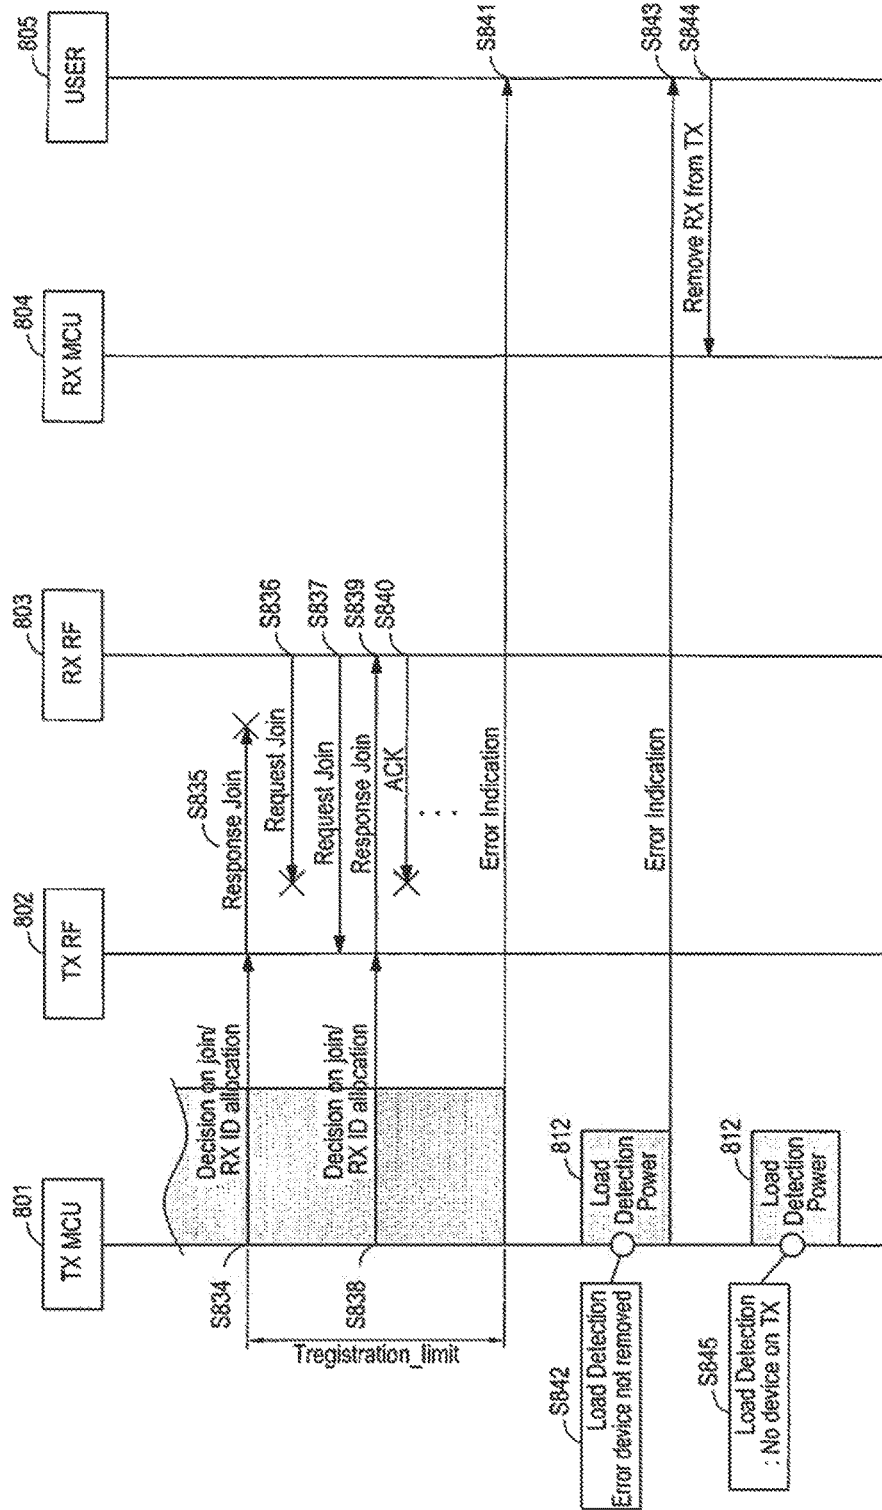 801
TX MCU
802
TX RF
803
RX RF
804
RX MCU
805
USER
S834
Decision on join/
RX ID allocation
S835
Response Join
Request Join
S836
Request Join
S837
S838
Decision on join/
RX ID allocation
Response Join
S839
ACK
S840
. . .
Tregistration_limit
Error Indication
S841
S842
Load Detection
Error device not removed
812
Load
Detection
Power
Error Indication
S843
Remove RX from TX
S844
S845
Load Detection
: No device on TX
812
Load
Detection
Power